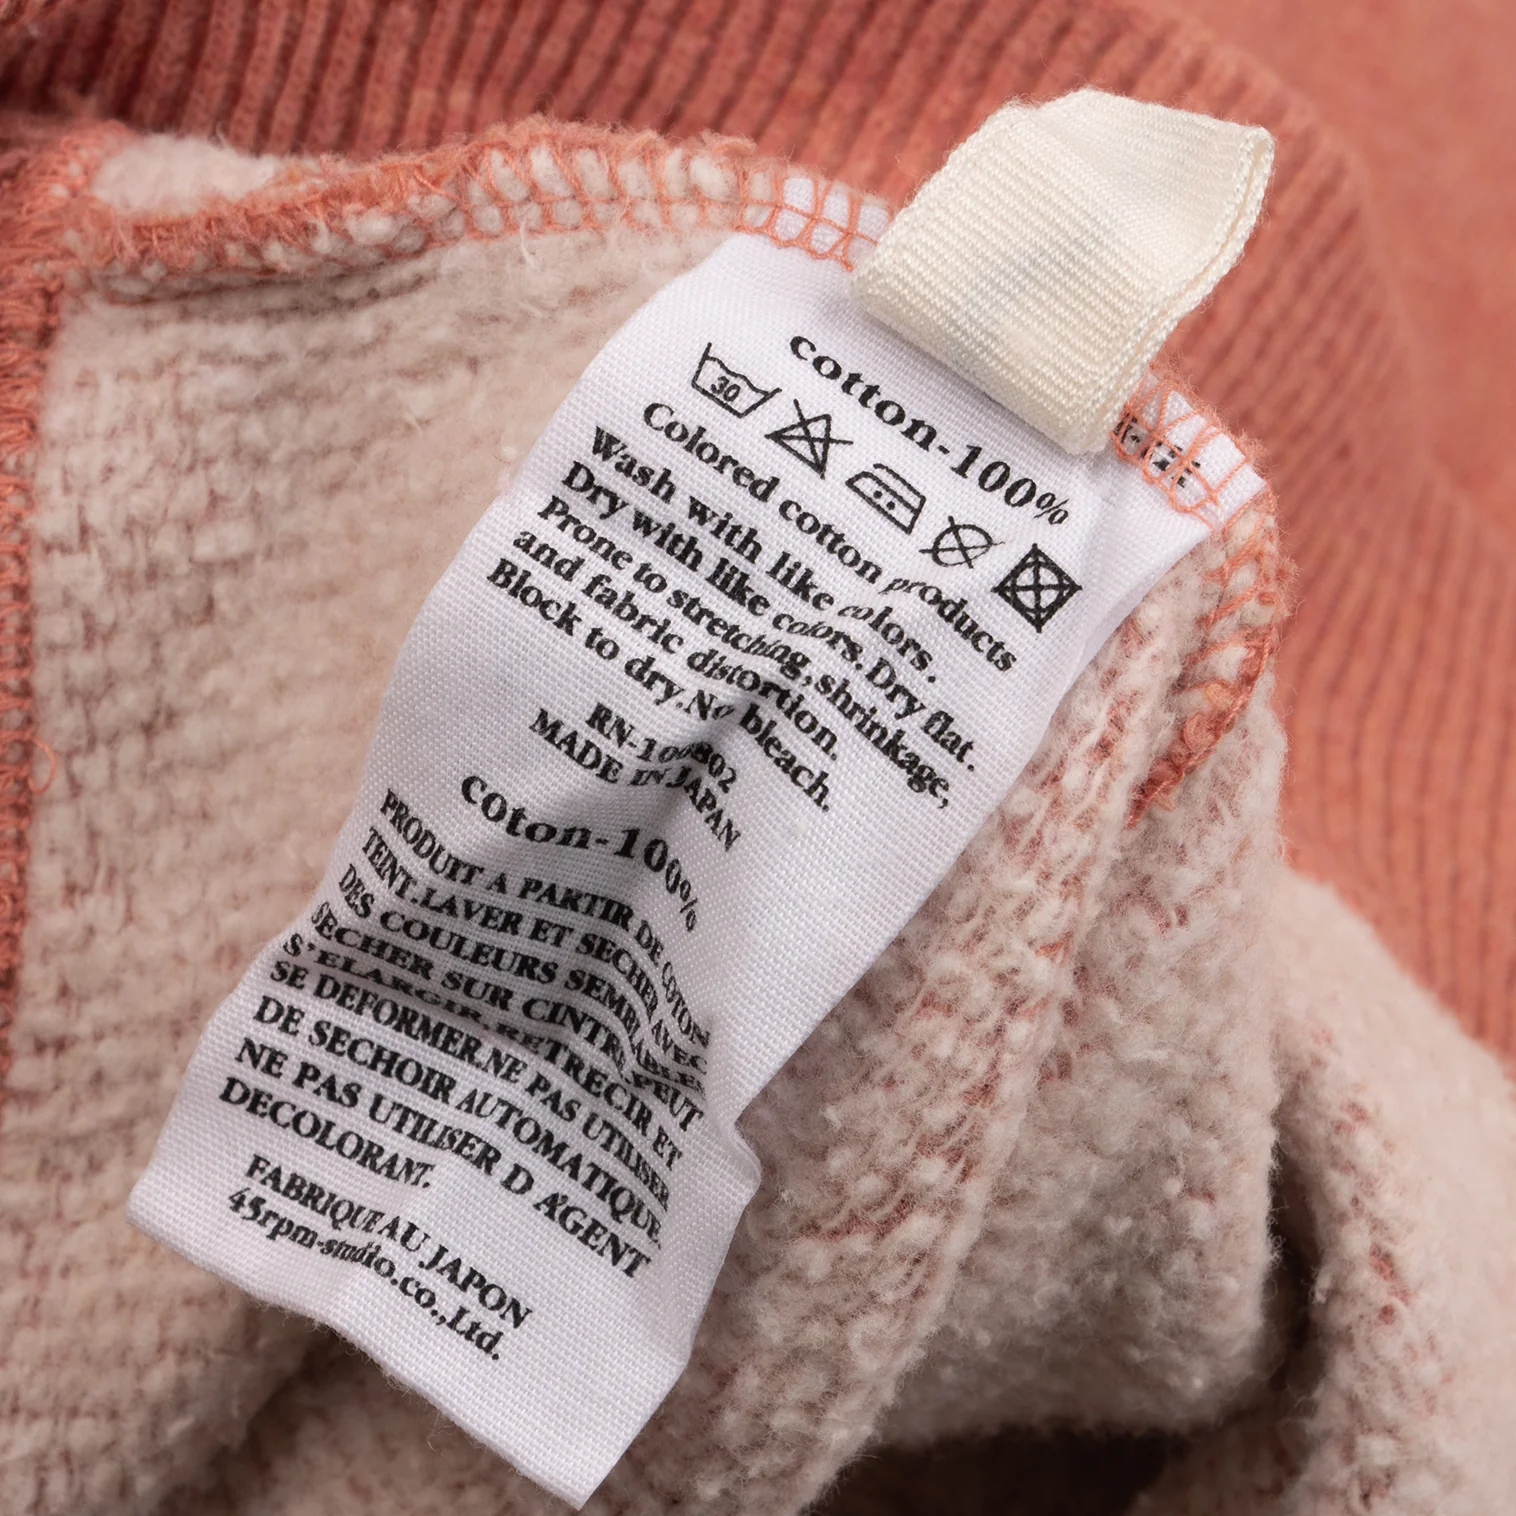 cotton-100%
30
Colored cotton products
Wash with like colors.
Dry with like colors. Dry flat.
Prone to stretching, shrinkage,
and fabric distortion.
Block to dry. No bleach.
MADE IN JAPAN
coton-100%
PRODUIT A PARTIR DE COTON
TEINT. LAVER ET SECHER AVEC
DES COULEURS SEMBLABLES
SECHER SUR CINTRE. PEUT
S'ELARGIR, RETRECIR ET
SE DEFORMER. NE PAS UTILISER
DE SECHOIR AUTOMATIQUE.
NE PAS UTILISER D'AGENT
DECOLORANT.
FABRIQUE AU JAPON
45rpm-studio.co.,Ltd.